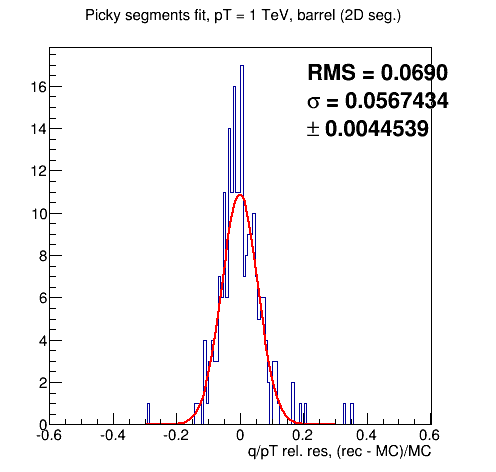 Picky segments fit, pT = 1 TeV, barrel (2D seg.)
RMS = 0.0690
σ = 0.0567434
± 0.0044539
16
14
12
10
8
6
4
2
0
-0.6 -0.4 -0.2 0 0.2 0.4 0.6
q/pT rel. res, (rec - MC)/MC